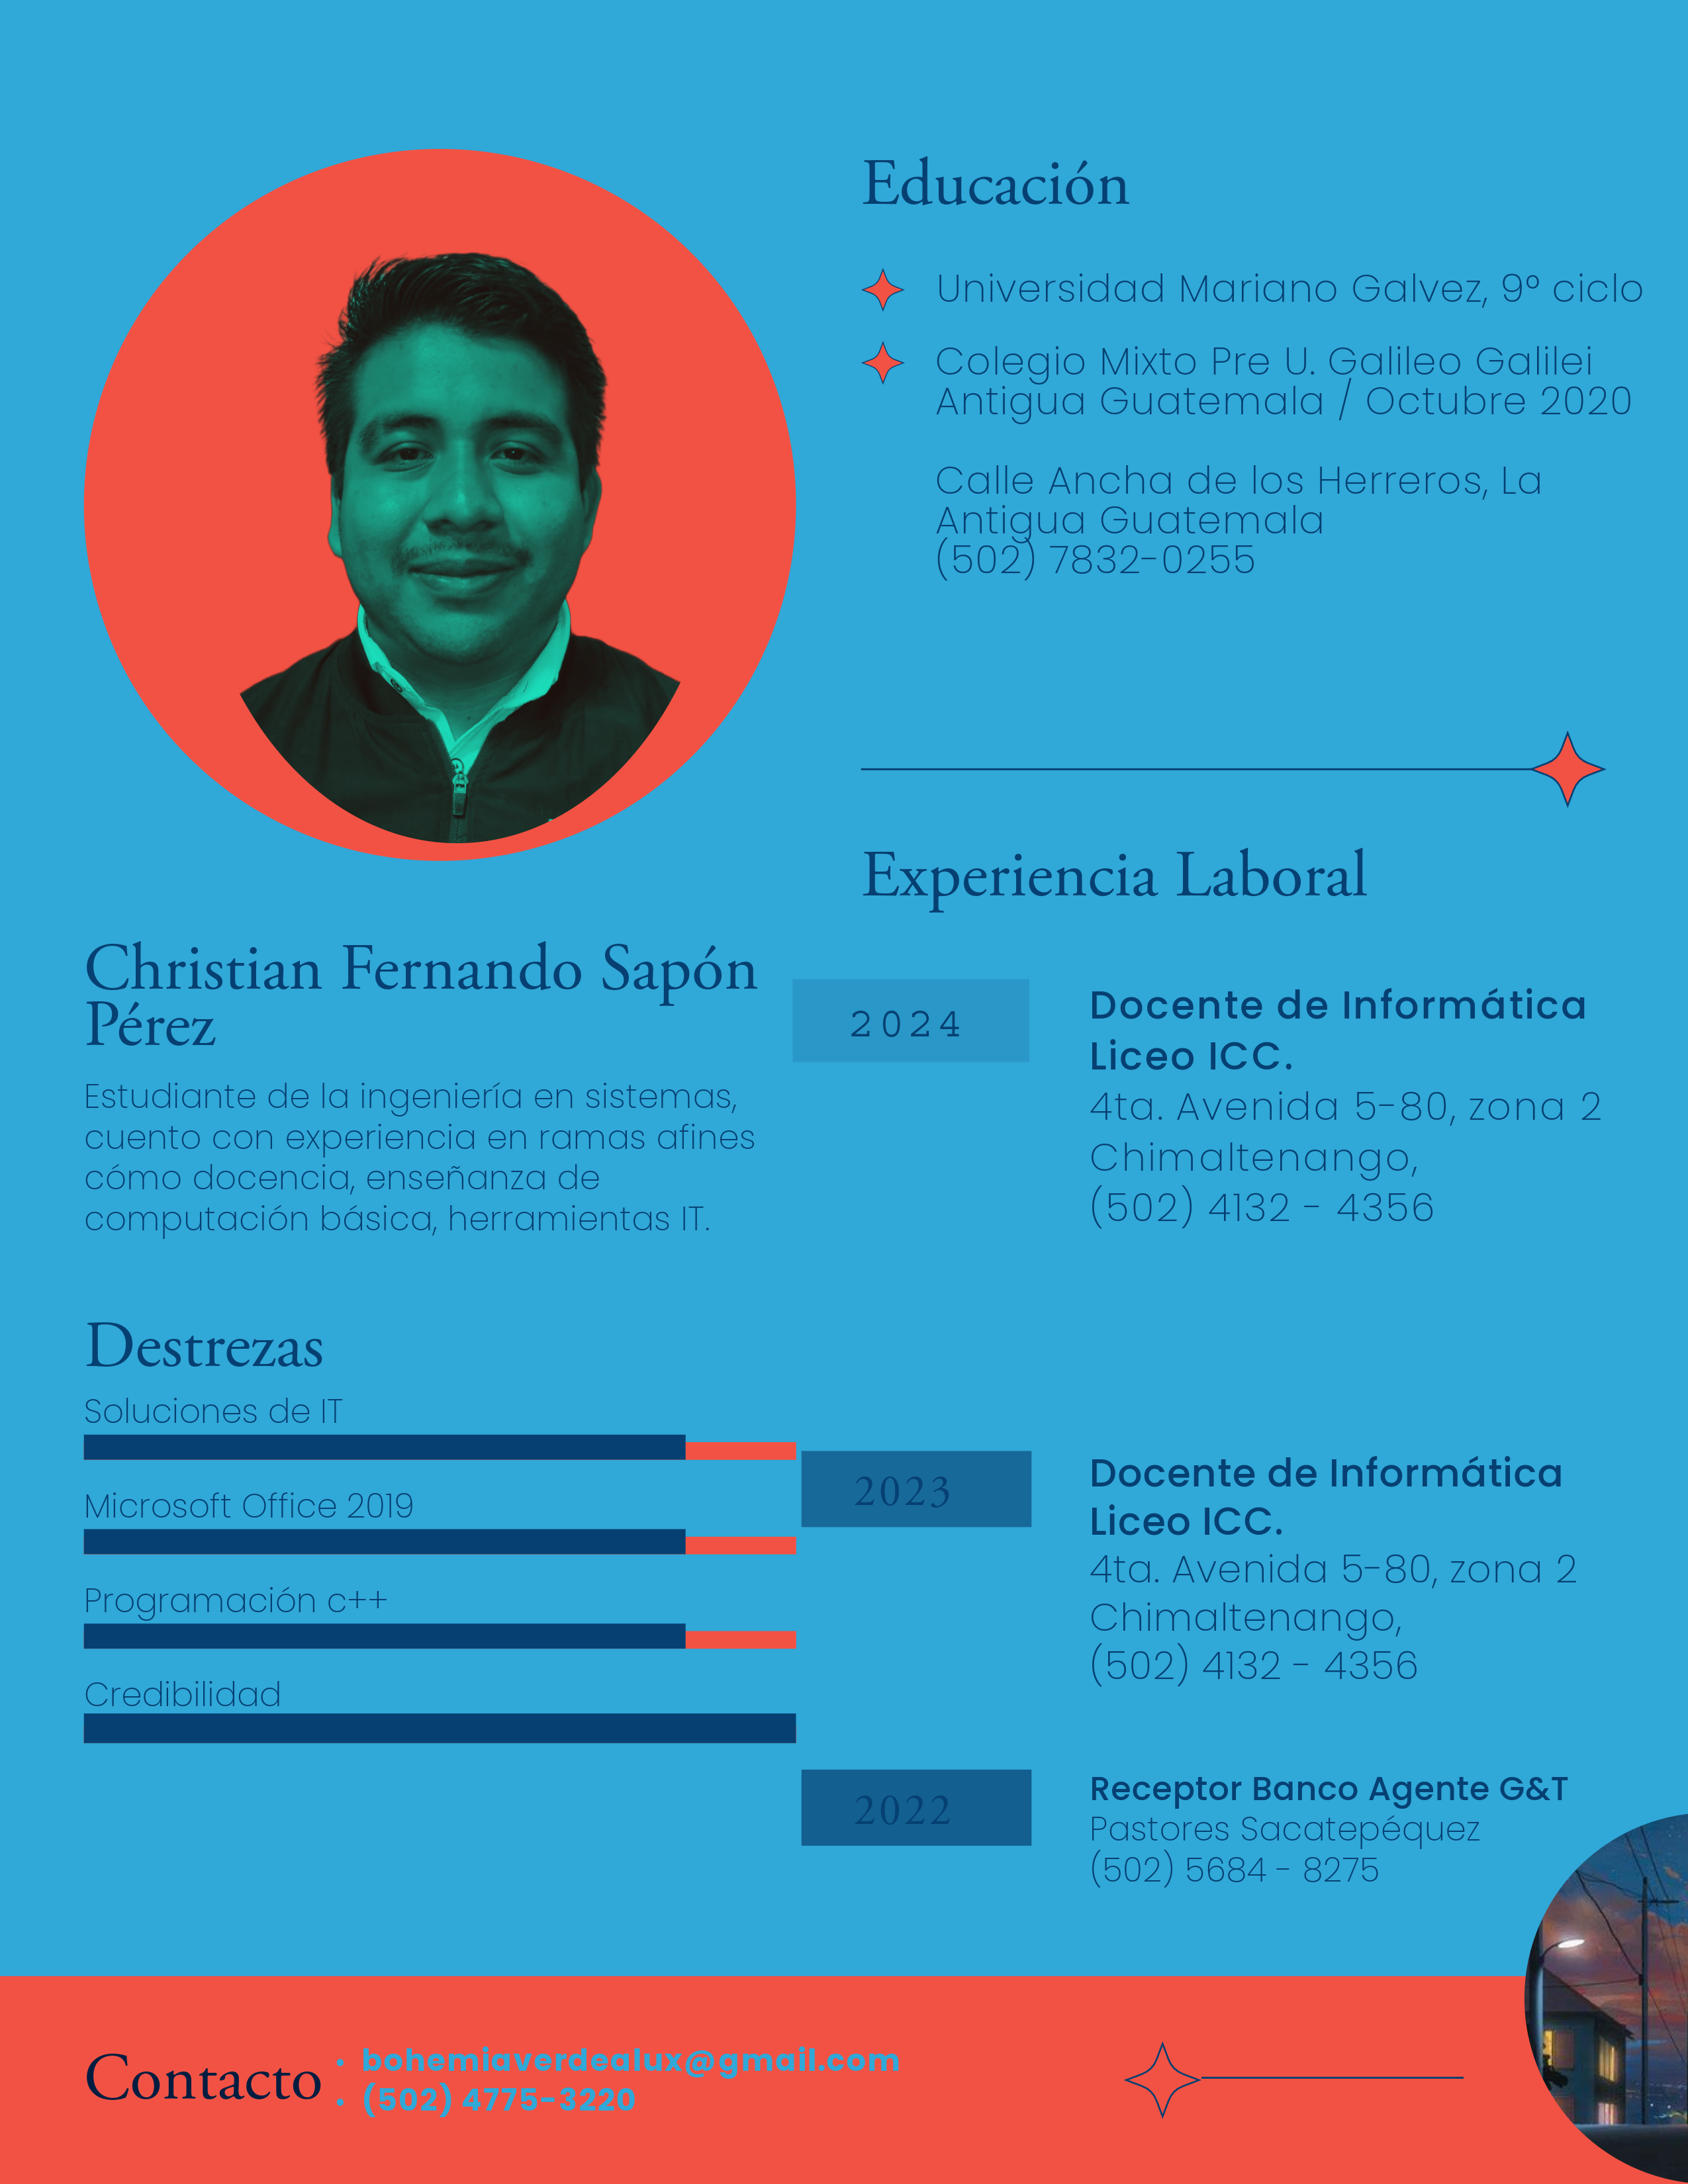 Educación
Universidad Mariano Galvez, 9° ciclo
Colegio Mixto Pre U. Galileo Galilei
Antigua Guatemala / Octubre 2020
Calle Ancha de los Herreros, La
Antigua Guatemala
(502) 7832-0255
Christian Fernando Sapón
Pérez
Estudiante de la ingeniería en sistemas,
cuento con experiencia en ramas afines
cómo docencia, enseñanza de
computación básica, herramientas IT.
Destrezas
Soluciones de IT
Microsoft Office 2019
Programación c++
Credibilidad
Experiencia Laboral
2024
Docente de Informática
Liceo ICC.
4ta. Avenida 5-80, zona 2
Chimaltenango,
(502) 4132 - 4356
2023
Docente de Informática
Liceo ICC.
4ta. Avenida 5-80, zona 2
Chimaltenango,
(502) 4132 - 4356
2022
Receptor Banco Agente G&T
Pastores Sacatepéquez
(502) 5684 - 8275
Contacto
• bohemiaverdealux@gmail.com
• (502) 4775-3220